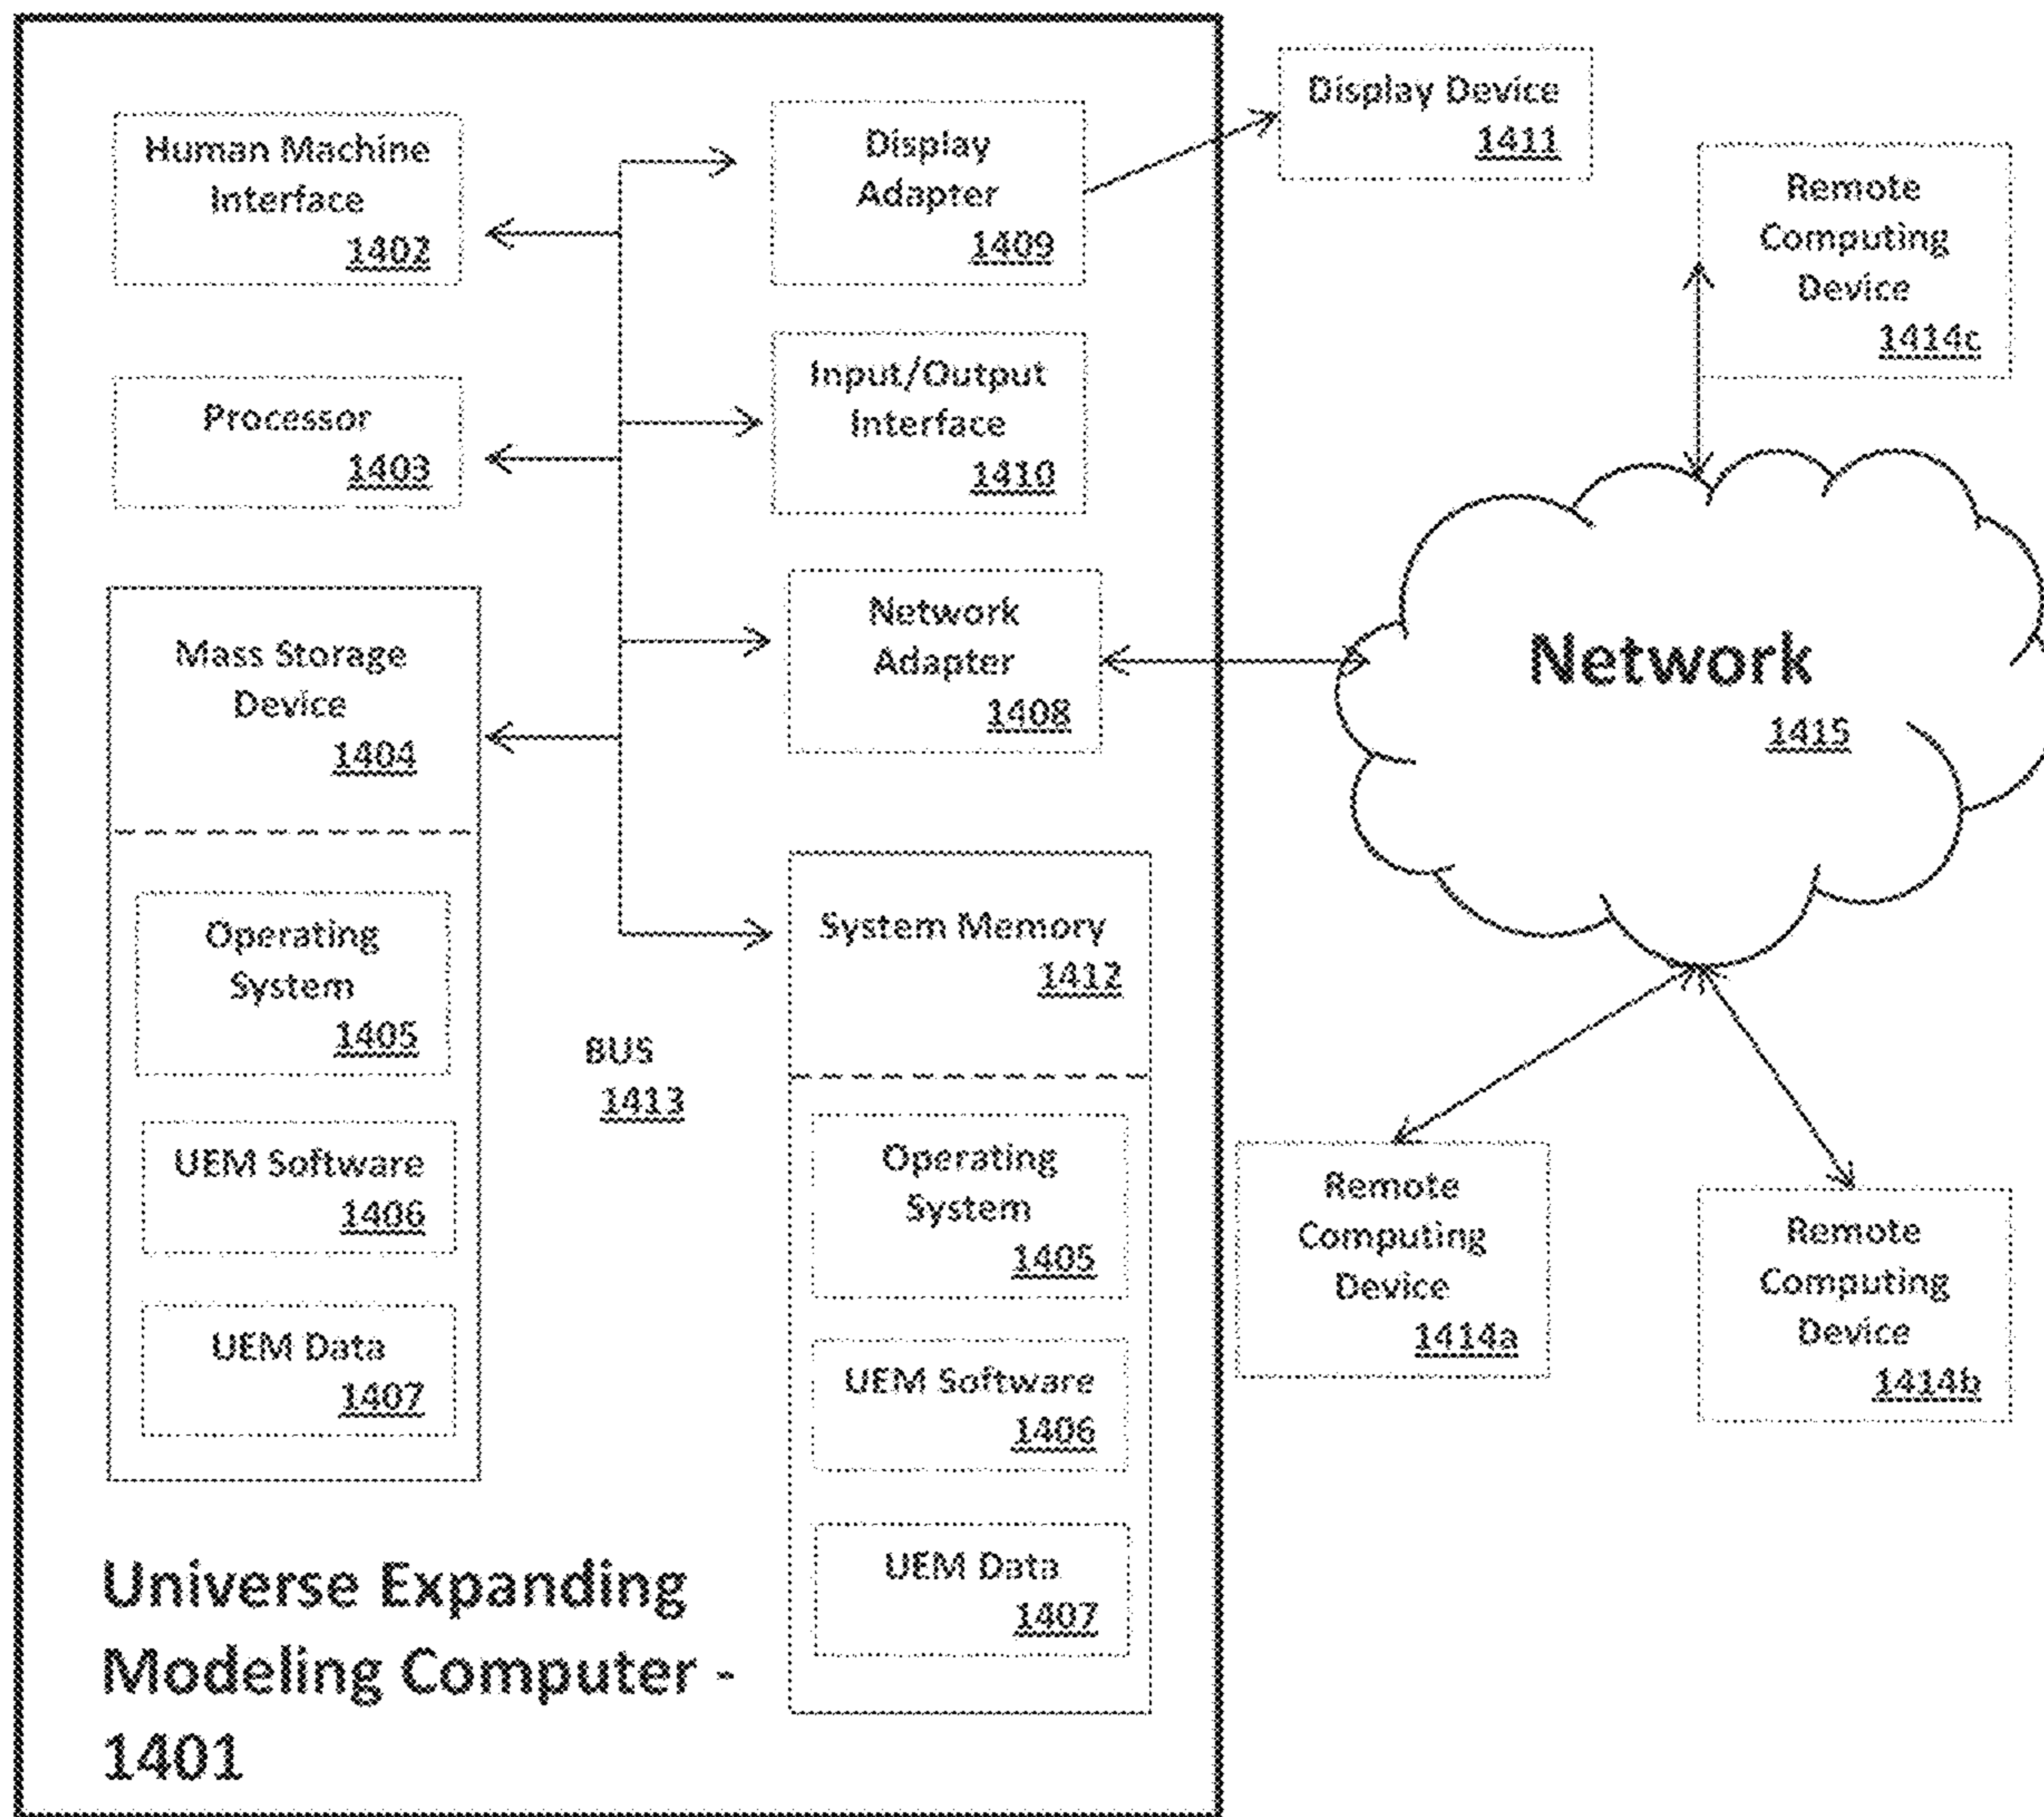 Human Machine
Interface
1402
Processor
1403
Mass Storage
Device
1404
Operating
System
1405
UEM Software
1406
UEM Data
1407
Display
Adapter
1409
Input/Output
Interface
1410
Network
Adapter
1408
System Memory
1412
Operating
System
1405
UEM Software
1406
UEM Data
1407
BUS
1413
Universe Expanding
Modeling Computer -
1401
Display Device
1411
Remote
Computing
Device
1414c
Network
1415
Remote
Computing
Device
1414a
Remote
Computing
Device
1414b